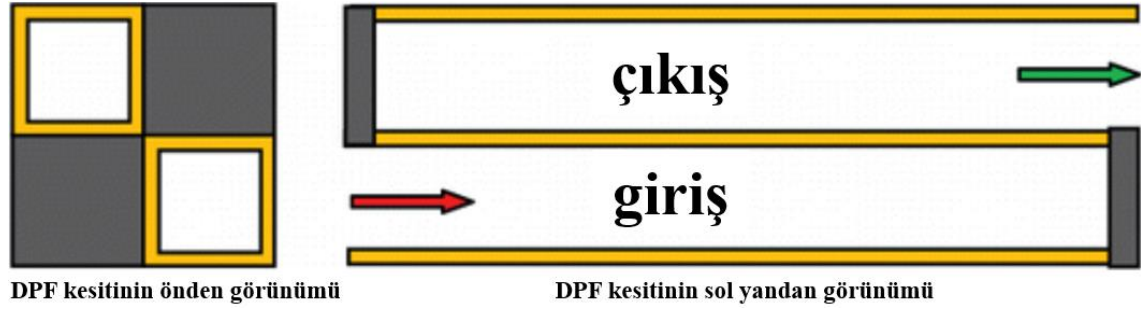 çıkış
giriş
DPF kesitinin önden görünümü
DPF kesitinin sol yandan görünümü